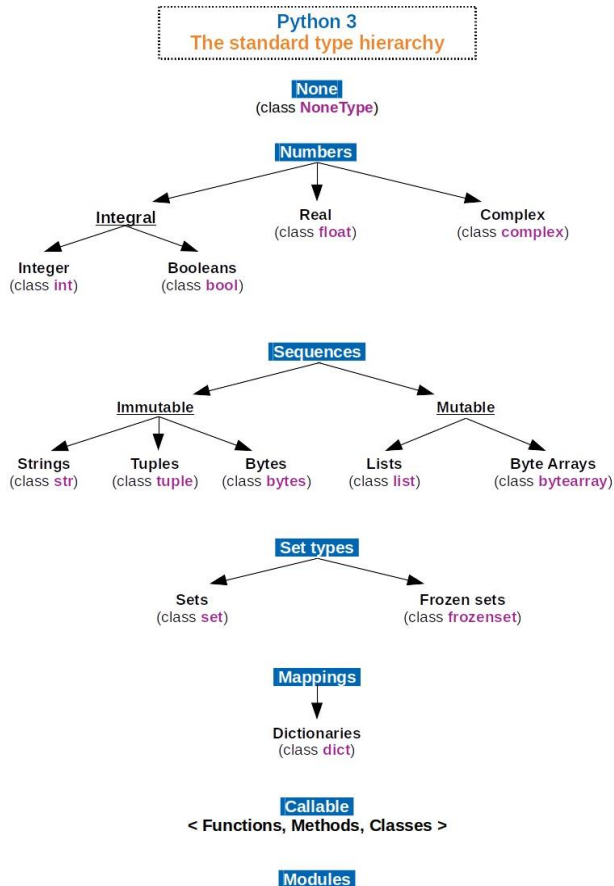 Python 3
The standard type hierarchy
None
(class NoneType)
Numbers
Integral
Real
(class float)
Complex
(class complex)
Integer
(class int)
Booleans
(class bool)
Sequences
Immutable
Mutable
Strings
(class str)
Tuples
(class tuple)
Bytes
(class bytes)
Lists
(class list)
Byte Arrays
(class bytearray)
Set types
Sets
(class set)
Frozen sets
(class frozenset)
Mappings
Dictionaries
(class dict)
Callable
< Functions, Methods, Classes >
Modules